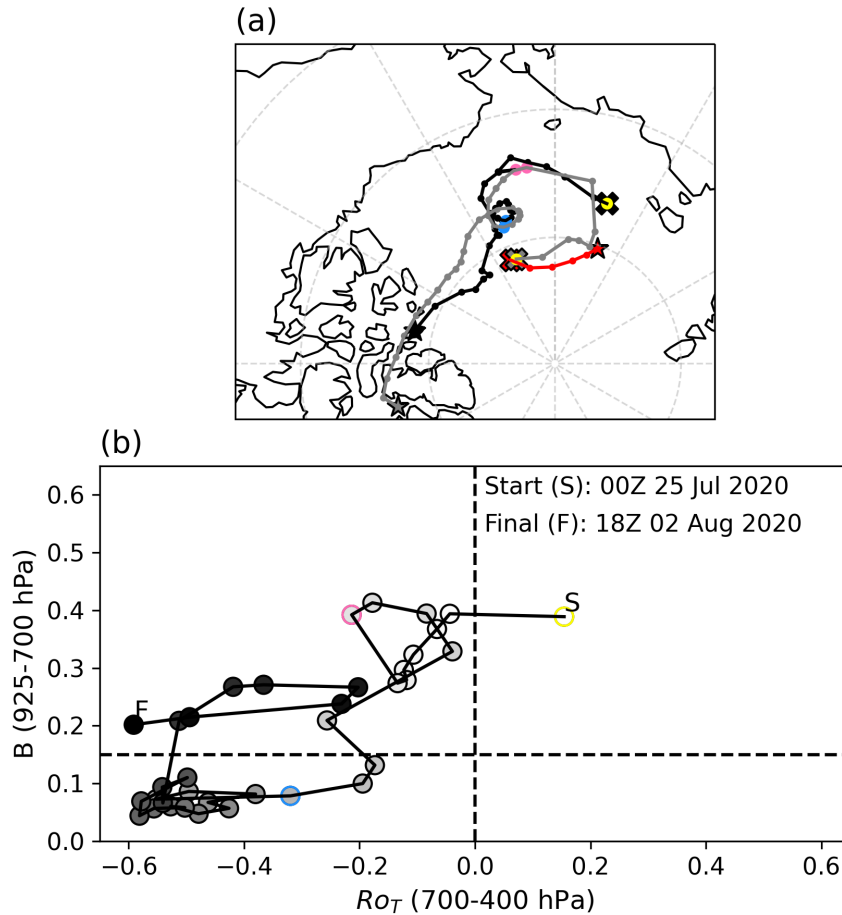 (a)
(b)
Start (S): 00Z 25 Jul 2020
Final (F): 18Z 02 Aug 2020
S
F
B (925-700 hPa)
0.6
0.5
0.4
0.3
0.2
0.1
0.0
−0.6 −0.4 −0.2 0.0 0.2 0.4 0.6
Ro_T (700-400 hPa)